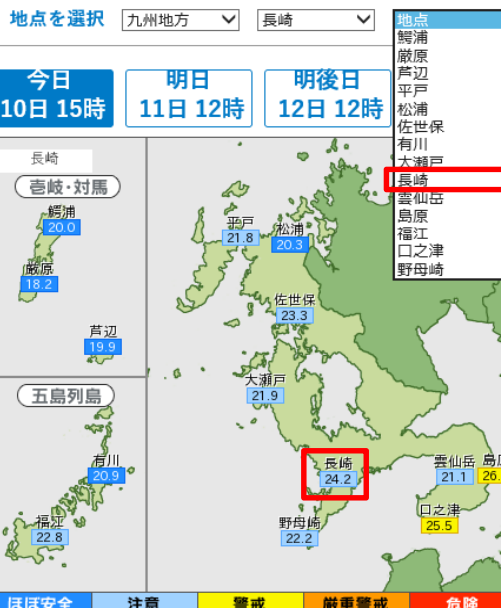 地点を選択 九州地方 長崎
地点
鰐浦
厳原
芦辺
平戸
松浦
佐世保
有川
大瀬戸
長崎
雲仙岳
島原
福江
口之津
野母崎
今日
10日 15時
明日
11日 12時
明後日
12日 12時
長崎
壱岐・対馬
鰐浦
20.0
厳原
18.2
芦辺
19.9
五島列島
有川
20.9
福江
22.8
平戸
21.8
松浦
20.3
佐世保
23.3
大瀬戸
21.9
長崎
24.2
雲仙岳
21.1
島
26.
口之津
25.5
野母崎
22.2
ほぼ安全 注意 警戒 厳重警戒 危険